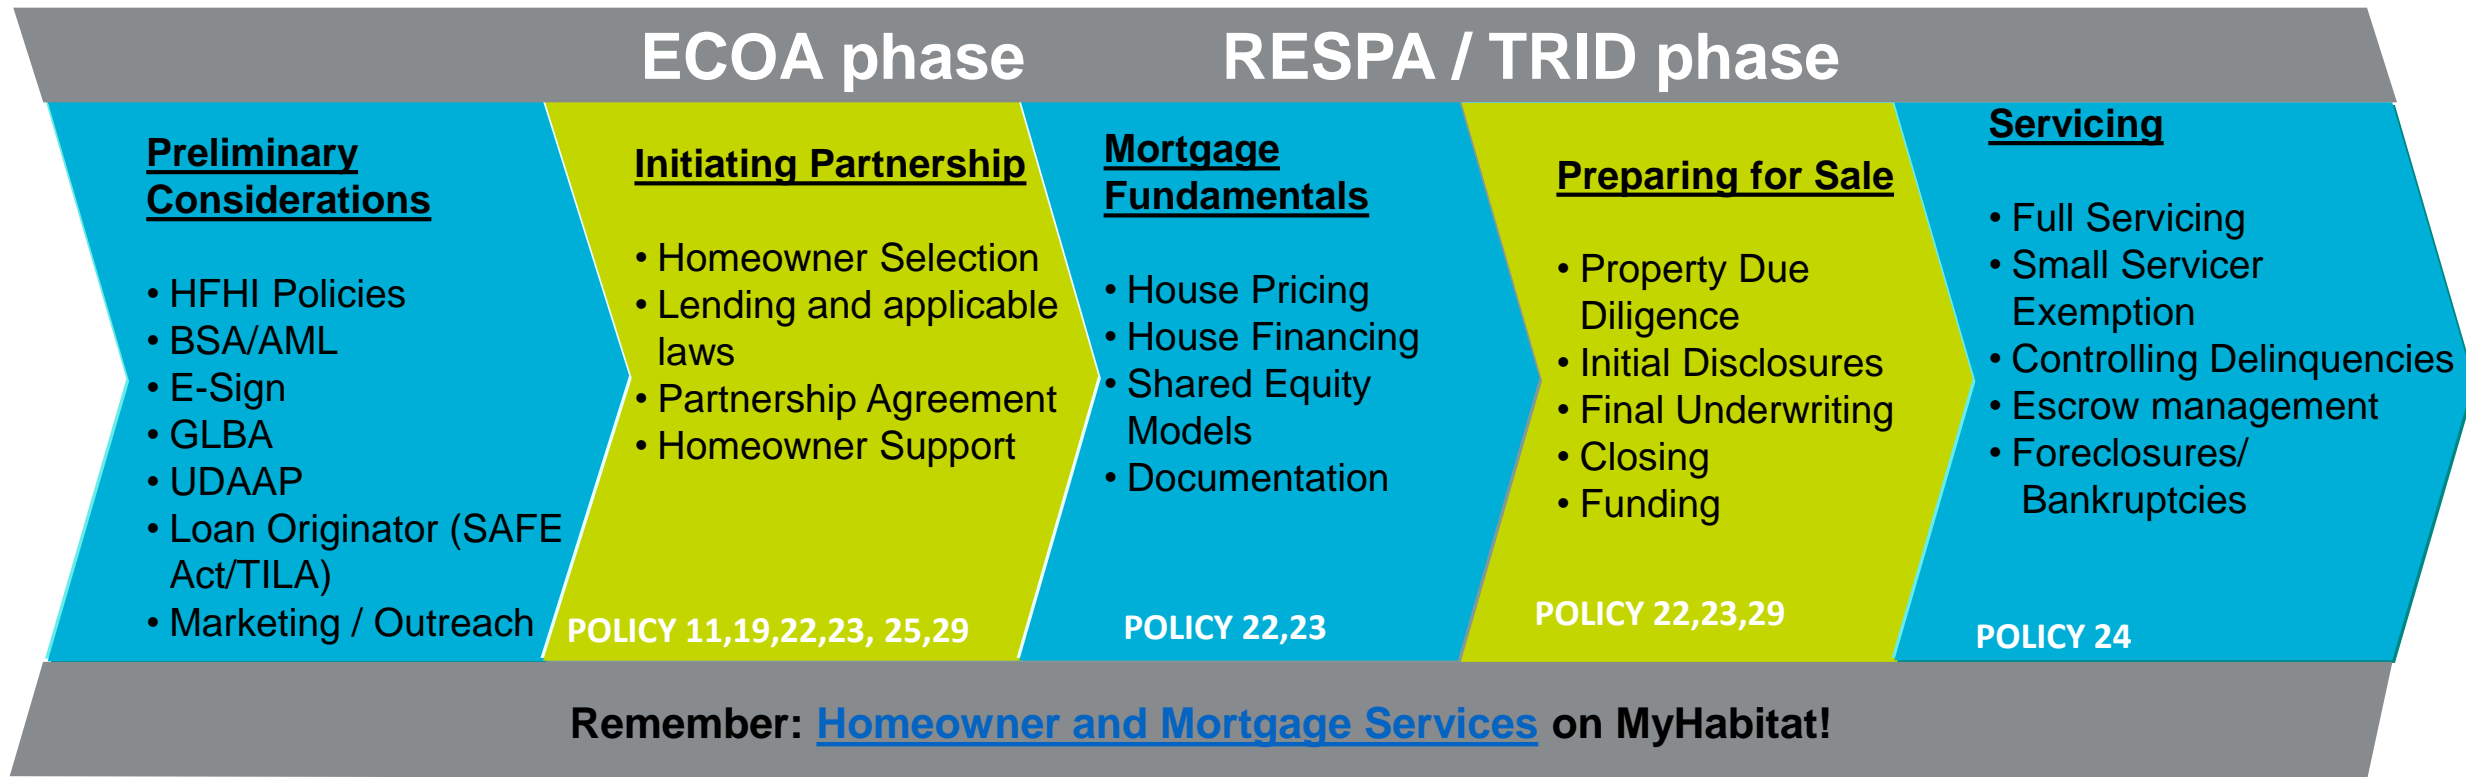 ECOA phase
RESPA / TRID phase
Preliminary
Considerations
• HFHI Policies
• BSA/AML
• E-Sign
• GLBA
• UDAAP
• Loan Originator (SAFE
Act/TILA)
• Marketing / Outreach
Initiating Partnership
• Homeowner Selection
• Lending and applicable
laws
• Partnership Agreement
• Homeowner Support
POLICY 11,19,22,23, 25,29
Mortgage
Fundamentals
• House Pricing
• House Financing
• Shared Equity
Models
• Documentation
POLICY 22,23
Preparing for Sale
• Property Due
Diligence
• Initial Disclosures
• Final Underwriting
• Closing
• Funding
POLICY 22,23,29
Servicing
• Full Servicing
• Small Servicer
Exemption
• Controlling Delinquencies
• Escrow management
• Foreclosures/
Bankruptcies
POLICY 24
Remember: Homeowner and Mortgage Services on MyHabitat!